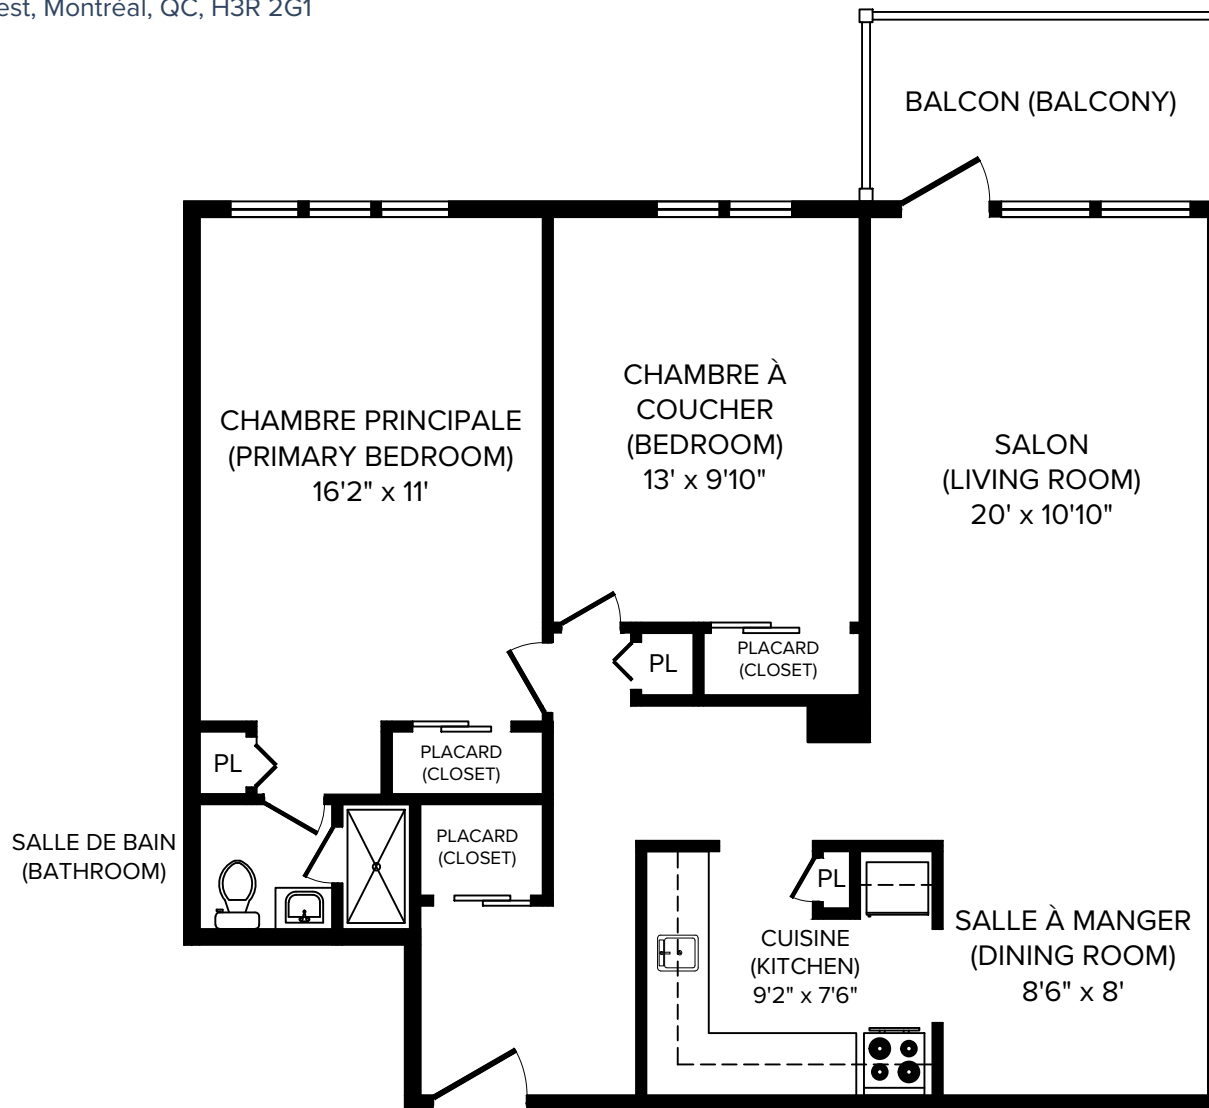 est, Montréal, QC, H3R 2G1
BALCON (BALCONY)
CHAMBRE PRINCIPALE
(PRIMARY BEDROOM)
16'2" x 11'
CHAMBRE À
COUCHER
(BEDROOM)
13' x 9'10"
SALON
(LIVING ROOM)
20' x 10'10"
PL
PLACARD
(CLOSET)
PL
PLACARD
(CLOSET)
SALLE DE BAIN
(BATHROOM)
PLACARD
(CLOSET)
PL
CUISINE
(KITCHEN)
9'2" x 7'6"
SALLE À MANGER
(DINING ROOM)
8'6" x 8'